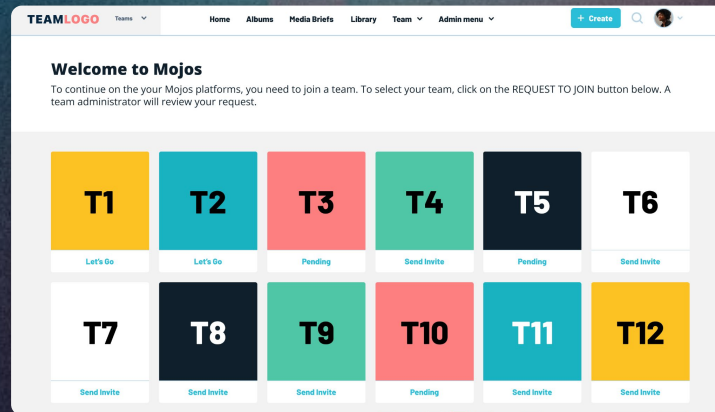 TEAMLOGO Teams Home Albums Media Briefs Library Team Admin menu + Create
Welcome to Mojos
To continue on the your Mojos platforms, you need to join a team. To select your team, click on the REQUEST TO JOIN button below. A
team administrator will review your request.
T1 T2 T3 T4 T5 T6
Let's Go Let's Go Pending Send Invite Pending Send Invite
T7 T8 T9 T10 T11 T12
Send Invite Send Invite Send Invite Pending Send Invite Send Invite